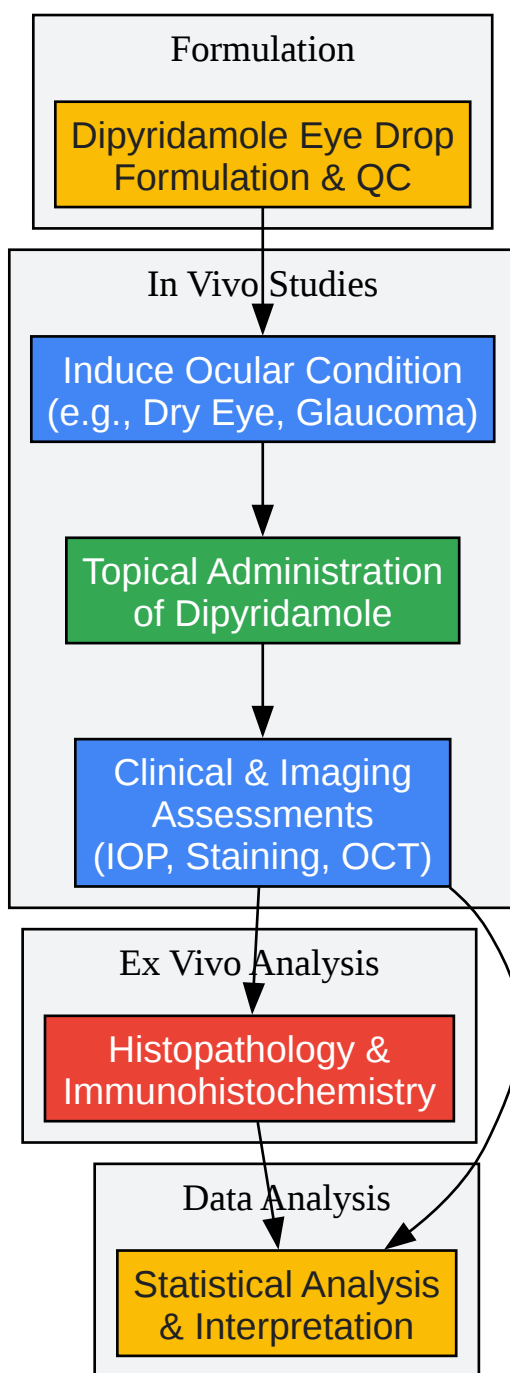 Formulation
Dipyridamole Eye Drop
Formulation & QC
In Vivo Studies
Induce Ocular Condition
(e.g., Dry Eye, Glaucoma)
Topical Administration
of Dipyridamole
Clinical & Imaging
Assessments
(IOP, Staining, OCT)
Ex Vivo Analysis
Histopathology &
Immunohistochemistry
Data Analysis
Statistical Analysis
& Interpretation